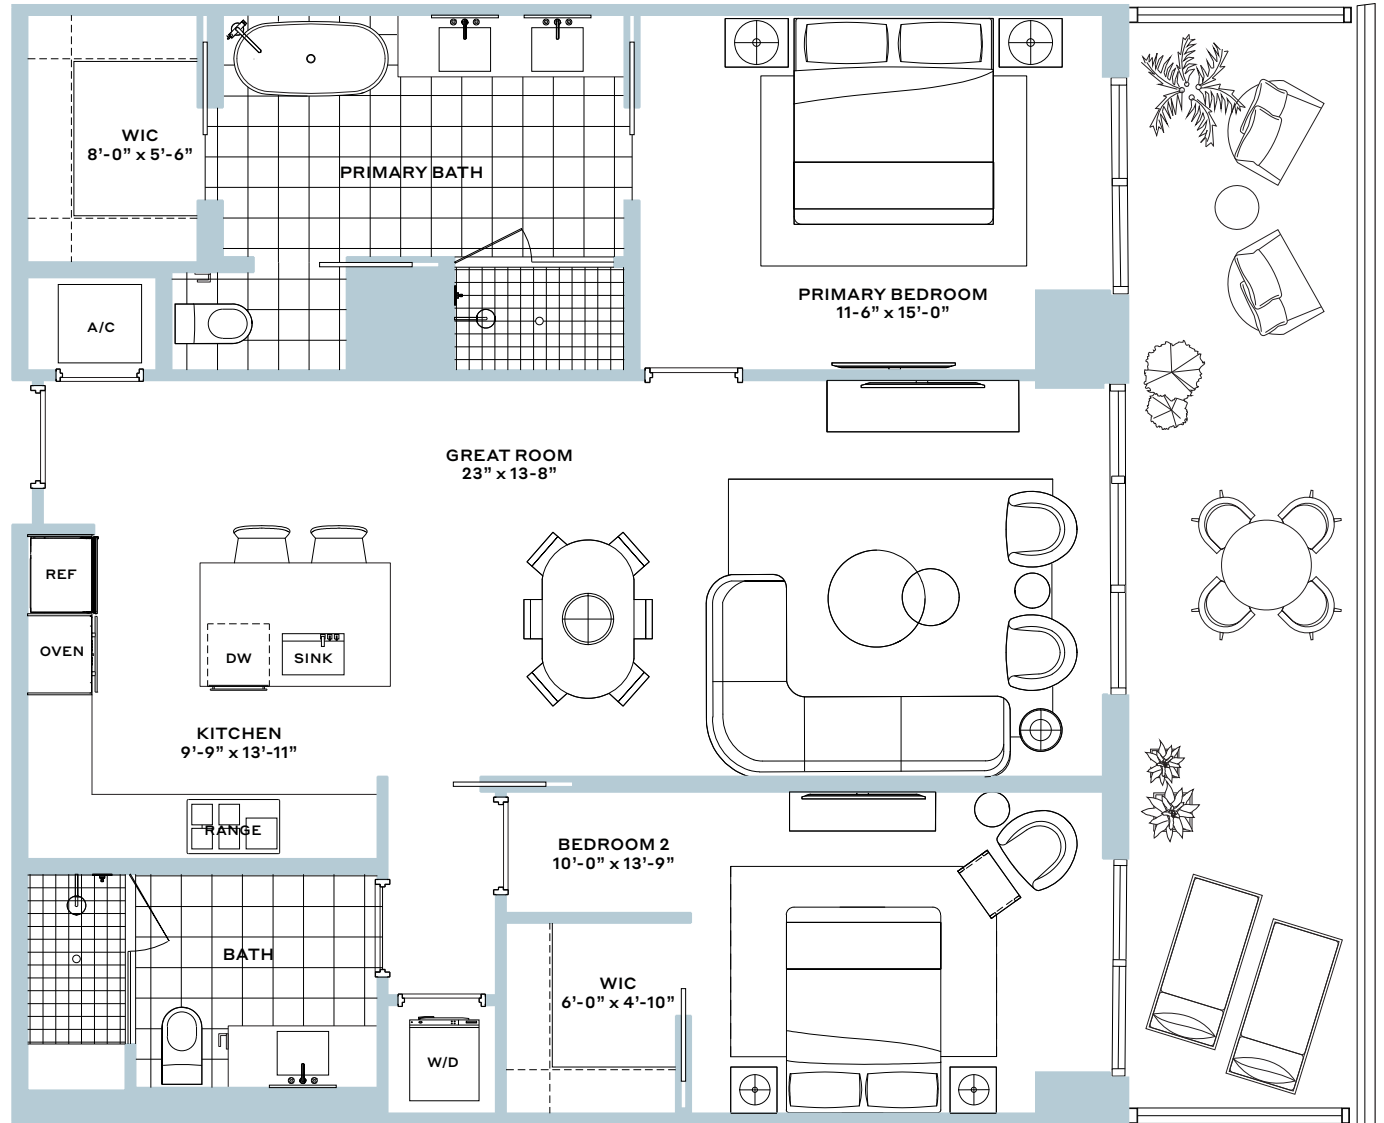 WIC
8’-0” x 5’-6”
PRIMARY BATH
PRIMARY BEDROOM
11-6” x 15’-0”
A/C
GREAT ROOM
23” x 13-8”
REF
OVEN
DW
SINK
KITCHEN
9’-9” x 13’-11”
RANGE
BEDROOM 2
10’-0” x 13’-9”
BATH
WIC
6’-0” x 4’-10”
W/D